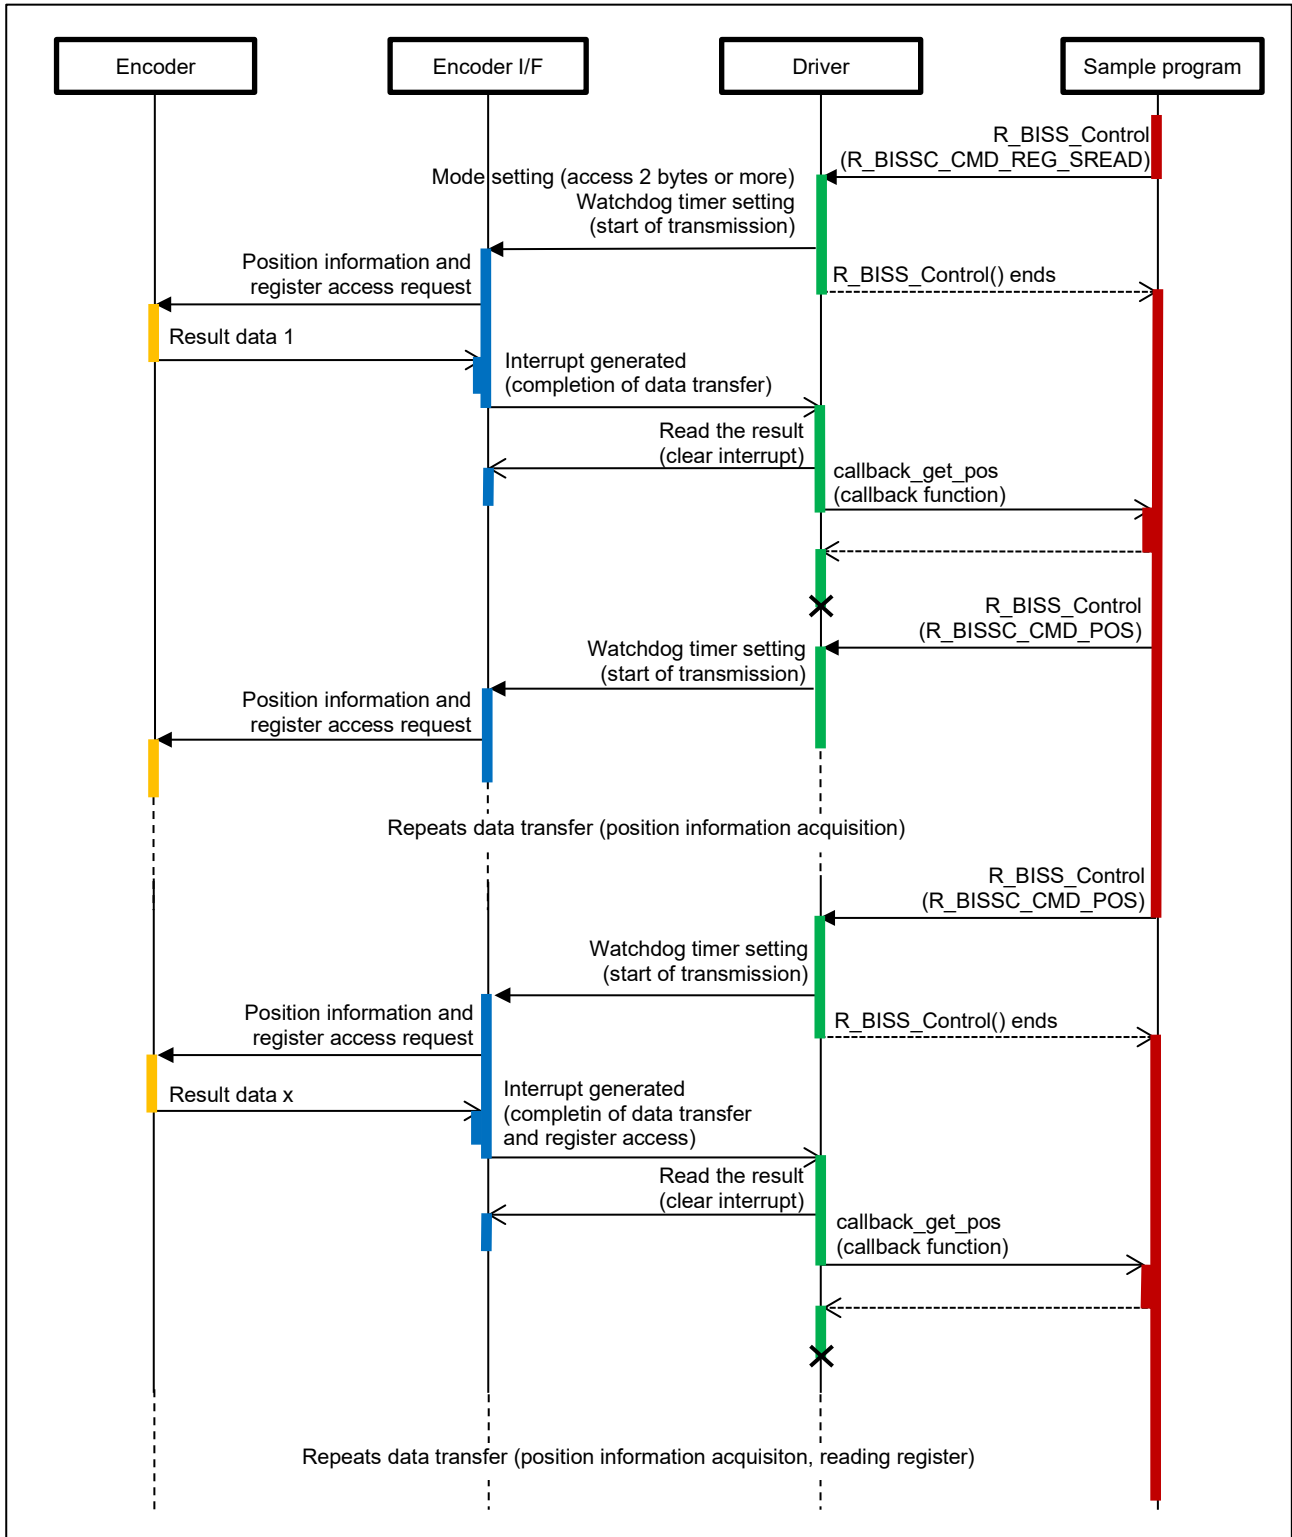 Encoder
Encoder I/F
Driver
Sample program
R_BISS_Control
(R_BISSC_CMD_REG_SREAD)
Mode setting (access 2 bytes or more)
Watchdog timer setting
(start of transmission)
Position information and
register access request
R_BISS_Control() ends
Result data 1
Interrupt generated
(completion of data transfer)
Read the result
(clear interrupt)
callback_get_pos
(callback function)
R_BISS_Control
(R_BISSC_CMD_POS)
Watchdog timer setting
(start of transmission)
Position information and
register access request
Repeats data transfer (position information acquisition)
R_BISS_Control
(R_BISSC_CMD_POS)
Watchdog timer setting
(start of transmission)
Position information and
register access request
R_BISS_Control() ends
Result data x
Interrupt generated
(completin of data transfer
and register access)
Read the result
(clear interrupt)
callback_get_pos
(callback function)
Repeats data transfer (position information acquisiton, reading register)